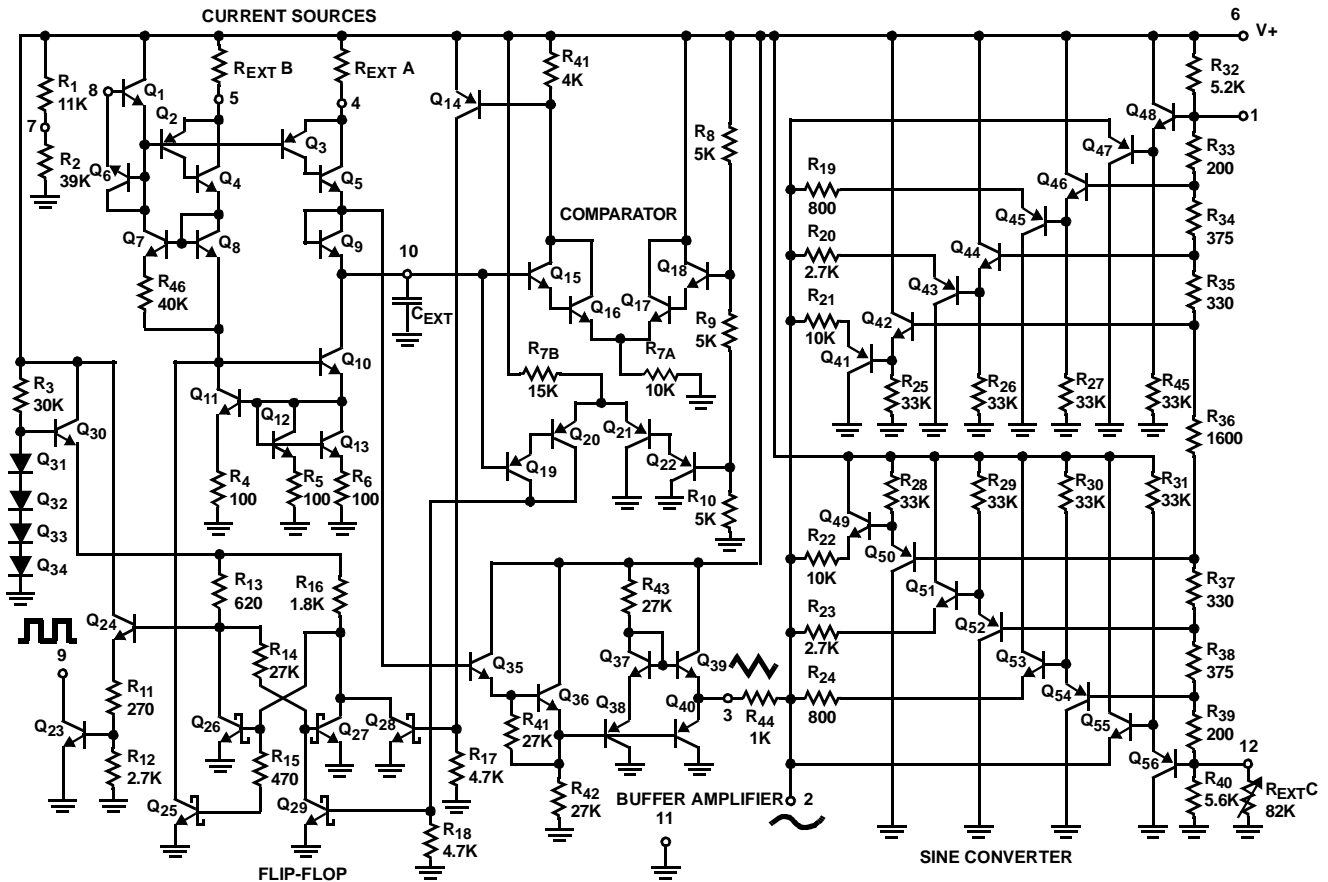 CURRENT SOURCES
6
V+
R1
11K
8
Q1
REXT B
5
REXT A
4
R41
4K
Q14
R32
5.2K
1
Q48
7
R2
39K
Q2
Q3
Q6
Q4
Q5
R8
5K
R19
800
Q47
R33
200
Q46
Q7
Q8
Q9
10
COMPARATOR
R20
2.7K
Q45
Q44
R34
375
R46
40K
CEXT
Q15
Q16
Q17
Q18
R9
5K
R21
10K
Q43
Q42
R35
330
Q41
R3
30K
Q10
R7B
15K
R7A
10K
R25
33K
R26
33K
R27
33K
R45
33K
Q30
Q11
Q12
Q13
Q20
Q21
R36
1600
Q31
Q32
Q33
Q34
R4
100
R5
100
R6
100
Q19
Q22
R10
5K
R28
33K
R29
33K
R30
33K
R31
33K
Q49
R22
10K
Q50
R13
620
R16
1.8K
R43
27K
Q51
R37
330
Q24
9
R14
27K
Q35
Q37
Q39
R23
2.7K
Q52
R11
270
R24
800
Q53
R38
375
Q23
Q26
Q27
Q28
R41
27K
Q36
Q38
Q40
3
R44
1K
Q54
R12
2.7K
R15
470
R17
4.7K
Q55
R39
200
12
Q25
Q29
R42
27K
BUFFER AMPLIFIER
2
Q56
R40
5.6K
REXTC
82K
R18
4.7K
11
FLIP-FLOP
SINE CONVERTER